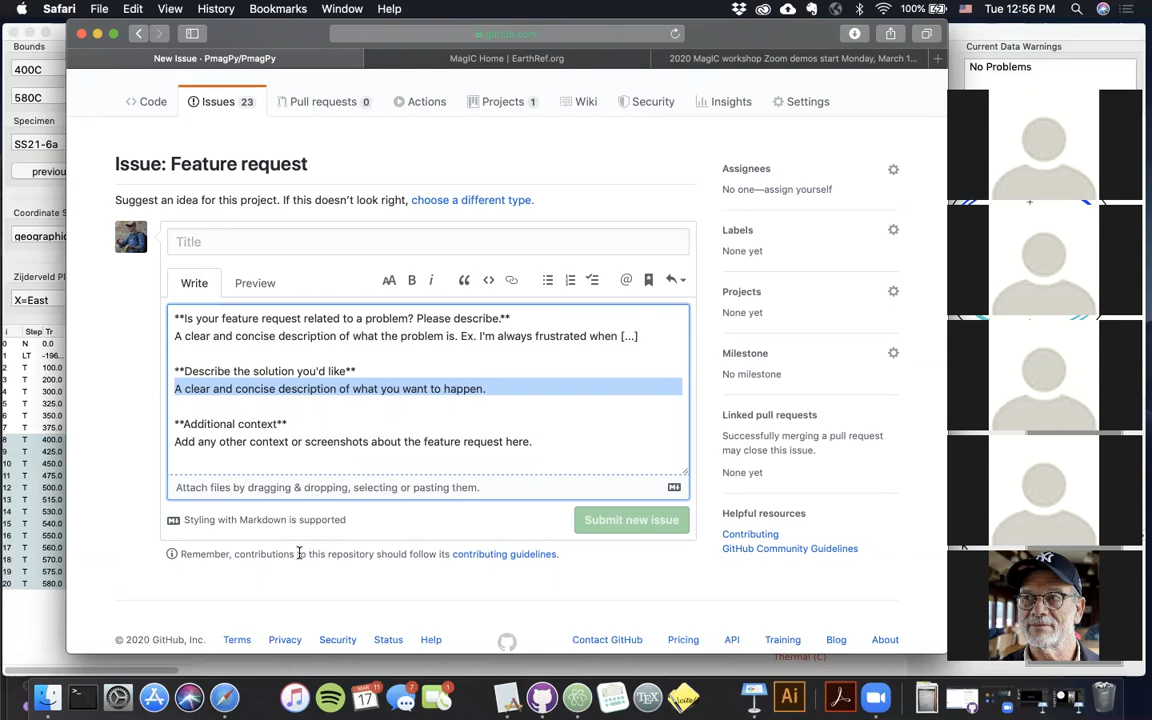 Safari File Edit View History Bookmarks Window Help
100% Tue 12:56 PM
github.com
New Issue · PmagPy/PmagPy
MagIC Home | EarthRef.org
2020 MagIC workshop Zoom demos start Monday, March 1...
Code
Issues 23
Pull requests 0
Actions
Projects 1
Wiki
Security
Insights
Settings
Issue: Feature request
Suggest an idea for this project. If this doesn't look right, choose a different type.
Title
Write
Preview
**Is your feature request related to a problem? Please describe.**
A clear and concise description of what the problem is. Ex. I'm always frustrated when [...]
**Describe the solution you'd like**
A clear and concise description of what you want to happen.
**Additional context**
Add any other context or screenshots about the feature request here.
Attach files by dragging & dropping, selecting or pasting them.
Styling with Markdown is supported
Submit new issue
Remember, contributions to this repository should follow its contributing guidelines.
Assignees
No one—assign yourself
Labels
None yet
Projects
None yet
Milestone
No milestone
Linked pull requests
Successfully merging a pull request
may close this issue.
None yet
Helpful resources
Contributing
GitHub Community Guidelines
© 2020 GitHub, Inc.
Terms
Privacy
Security
Status
Help
Contact GitHub
Pricing
API
Training
Blog
About
Bounds
400C
580C
Specimen
SS21-6a
previou
Coordinate S
geographic
Zijderveld Pl
X=East
i Step
0 N 0.0
1 LT -196...
2 T 100.0
3 T 200.0
4 T 300.0
5 T 325.0
6 T 350.0
7 T 375.0
8 T 400.0
9 T 425.0
10 T 450.0
11 T 475.0
12 T 500.0
13 T 515.0
14 T 530.0
15 T 540.0
16 T 550.0
17 T 560.0
18 T 570.0
19 T 575.0
20 T 580.0
Current Data Warnings
No Problems
Thermal (C)